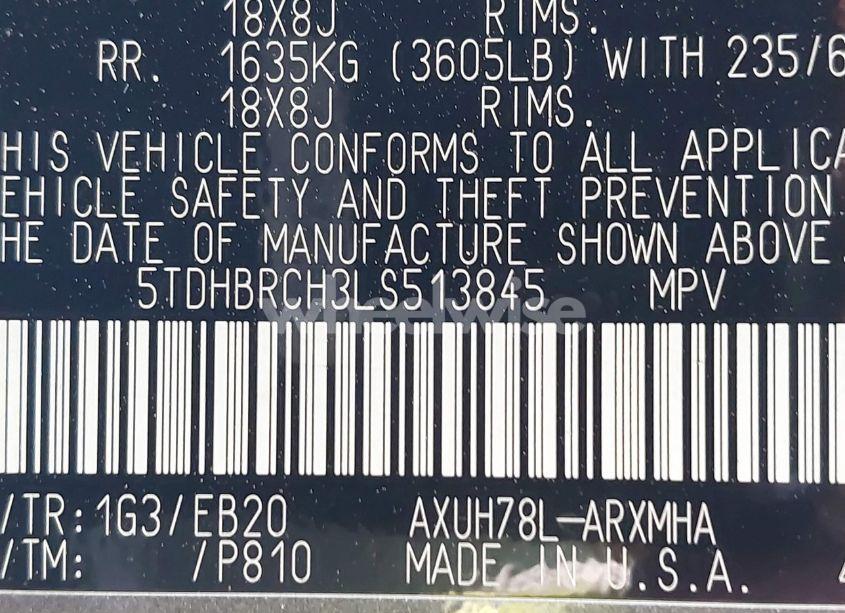 18X8J RIMS.
RR. 1635KG (3605LB) WITH 235/6
18X8J RIMS.
HIS VEHICLE CONFORMS TO ALL APPLICA
EHICLE SAFETY AND THEFT PREVENTION
HE DATE OF MANUFACTURE SHOWN ABOVE.
5TDHBRCH3LS513845 MPV
wheelwise
/TR: 1G3/EB20 AXUH78L-ARXMHA
/TM: /P810 MADE IN U.S.A.